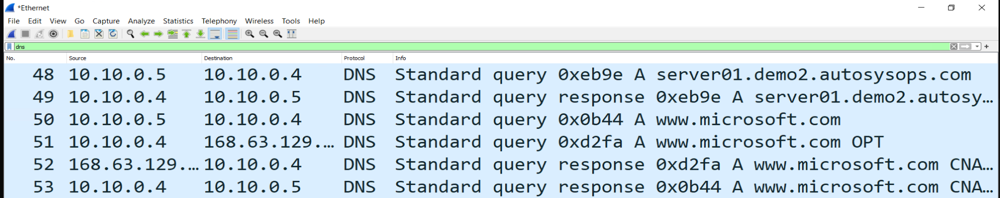 *Ethernet
File Edit View Go Capture Analyze Statistics Telephony Wireless Tools Help
dns
No. Source Destination Protocol Info
48 10.10.0.5 10.10.0.4 DNS Standard query 0xeb9e A server01.demo2.autosysops.com
49 10.10.0.4 10.10.0.5 DNS Standard query response 0xeb9e A server01.demo2.autosy…
50 10.10.0.5 10.10.0.4 DNS Standard query 0x0b44 A www.microsoft.com
51 10.10.0.4 168.63.129.… DNS Standard query 0xd2fa A www.microsoft.com OPT
52 168.63.129.… 10.10.0.4 DNS Standard query response 0xd2fa A www.microsoft.com CNA…
53 10.10.0.4 10.10.0.5 DNS Standard query response 0x0b44 A www.microsoft.com CNA…